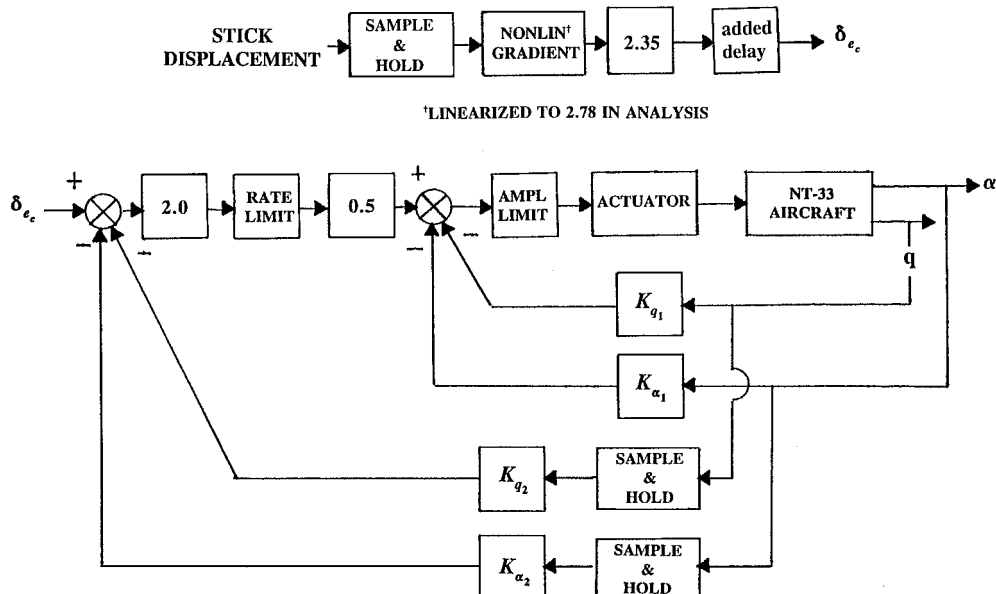 STICK
DISPLACEMENT
SAMPLE
&
HOLD
NONLIN†
GRADIENT
2.35
added
delay
δec
†LINEARIZED TO 2.78 IN ANALYSIS
δec
+
−
−
2.0
RATE
LIMIT
0.5
+
−
−
AMPL
LIMIT
ACTUATOR
NT-33
AIRCRAFT
α
q
Kq1
Kα1
Kq2
SAMPLE
&
HOLD
Kα2
SAMPLE
&
HOLD